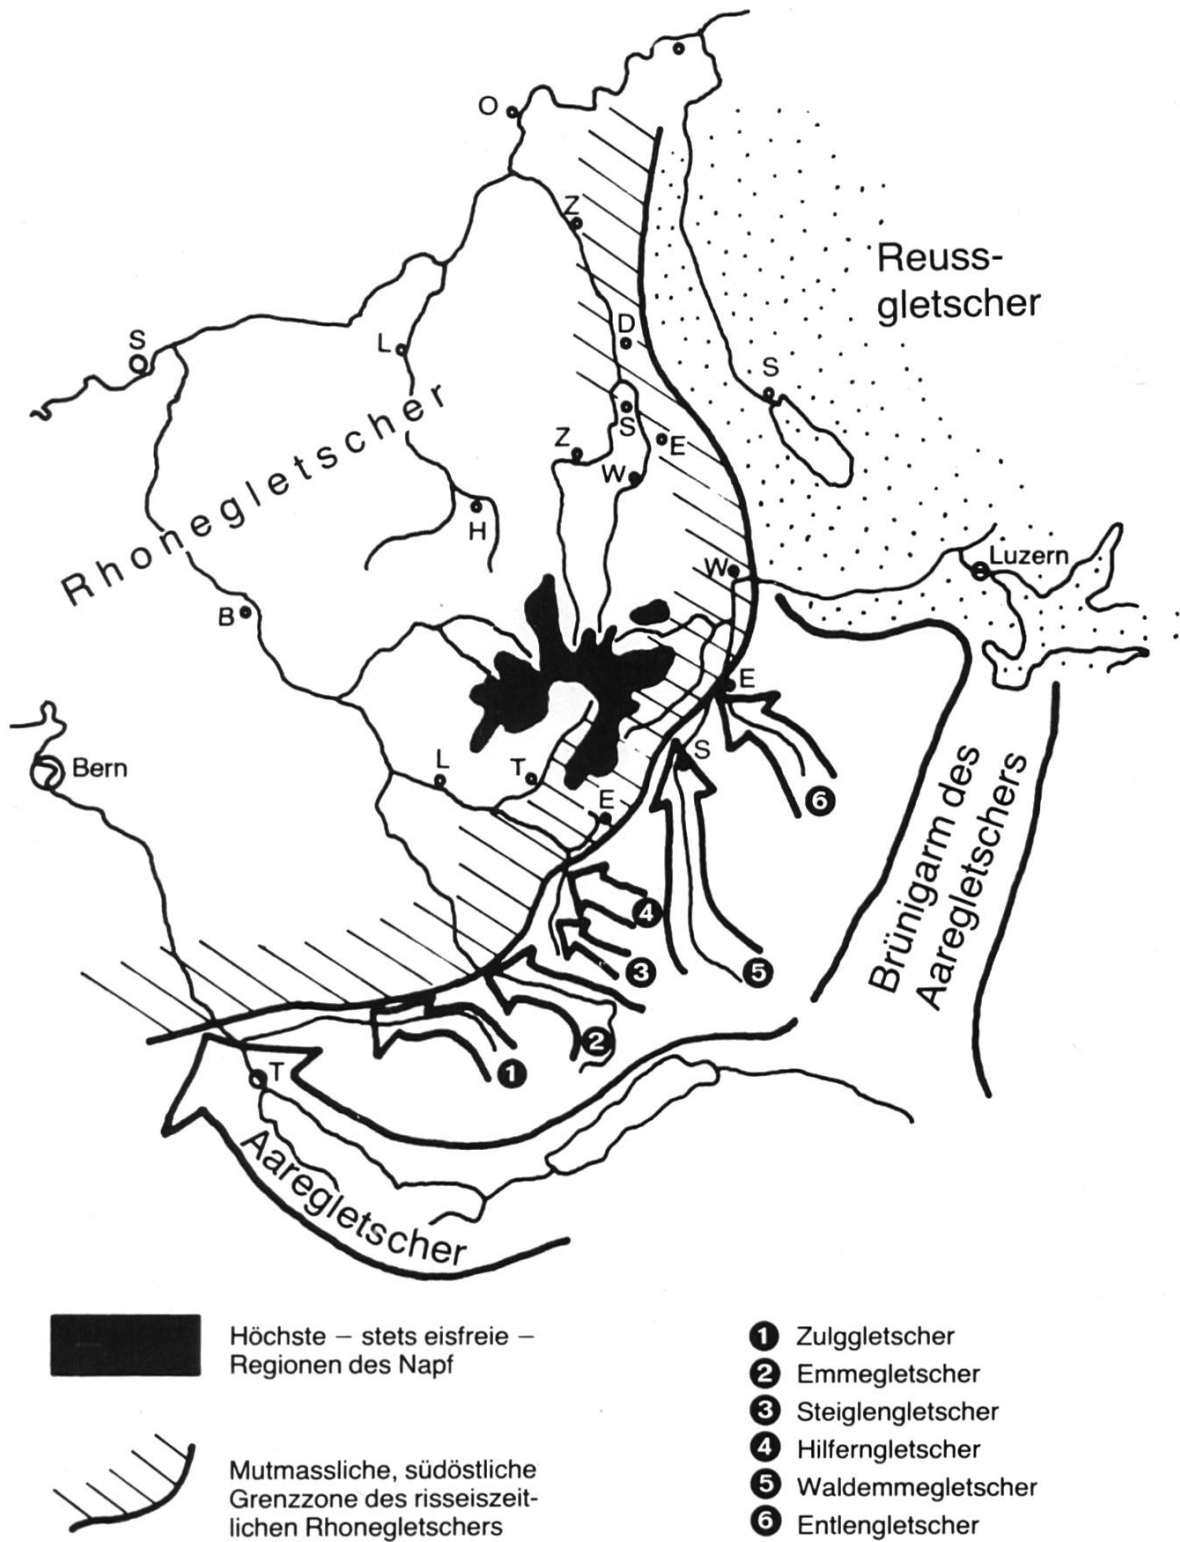 O
Z
Reuss-
gletscher
D
S
L
S
Rhonegletscher
S
Z
E
W
H
Luzern
W
B
E
Bern
L
T
S
E
6
Brünigarm des
Aaregletschers
4
3
5
2
1
T
Aaregletscher
Höchste – stets eisfreie –
Regionen des Napf
Mutmassliche, südöstliche
Grenzzone des risseiszeit-
lichen Rhonegletschers
1 Zulggletscher
2 Emmegletscher
3 Steiglengletscher
4 Hilferngletscher
5 Waldemmegletscher
6 Entlengletscher